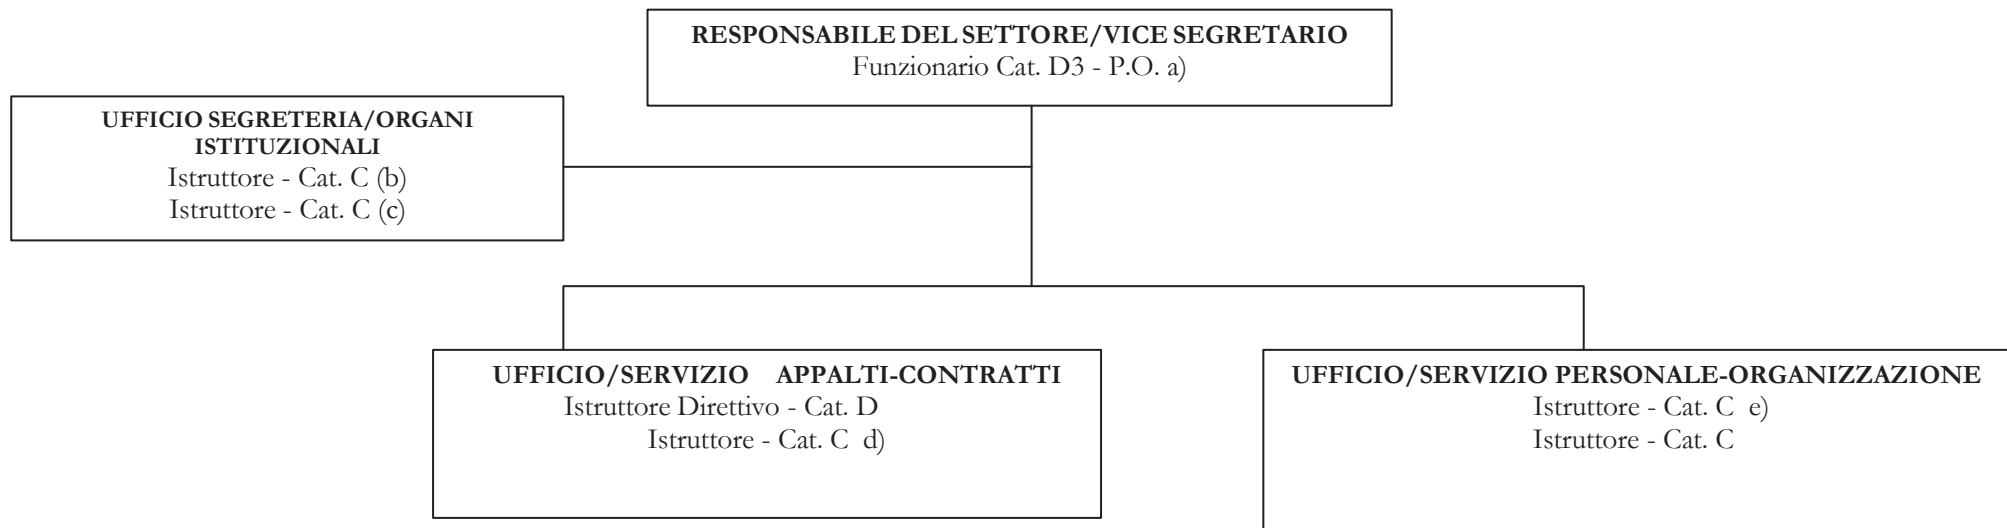 RESPONSABILE DEL SETTORE/VICE SEGRETARIO
Funzionario Cat. D3 - P.O. a)
UFFICIO SEGRETERIA/ORGANI
ISTITUZIONALI
Istruttore - Cat. C (b)
Istruttore - Cat. C (c)
UFFICIO/SERVIZIO APPALTI-CONTRATTI
Istruttore Direttivo - Cat. D
Istruttore - Cat. C d)
UFFICIO/SERVIZIO PERSONALE-ORGANIZZAZIONE
Istruttore - Cat. C e)
Istruttore - Cat. C